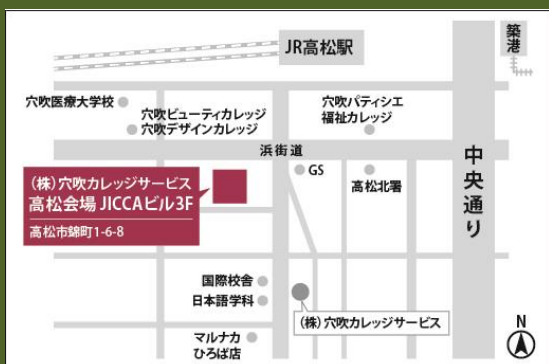 JR高松駅
築港
穴吹医療大学校
穴吹ビューティカレッジ
穴吹デザインカレッジ
穴吹パティシエ
福祉カレッジ
浜街道
中央通り
GS
高松北署
(株)穴吹カレッジサービス
高松会場 JICCAビル3F
高松市錦町1-6-8
国際校舎
日本語学科
(株)穴吹カレッジサービス
マルナカ
ひろば店
N